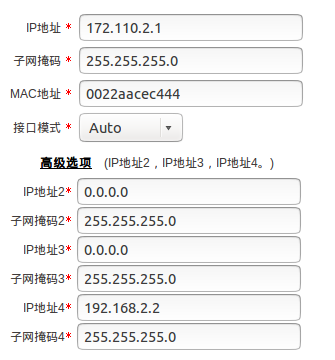 IP地址 * 172.110.2.1
子网掩码 * 255.255.255.0
MAC地址 * 0022aacec444
接口模式 * Auto
高级选项 (IP地址2，IP地址3，IP地址4。)
IP地址2* 0.0.0.0
子网掩码2* 255.255.255.0
IP地址3* 0.0.0.0
子网掩码3* 255.255.255.0
IP地址4* 192.168.2.2
子网掩码4* 255.255.255.0